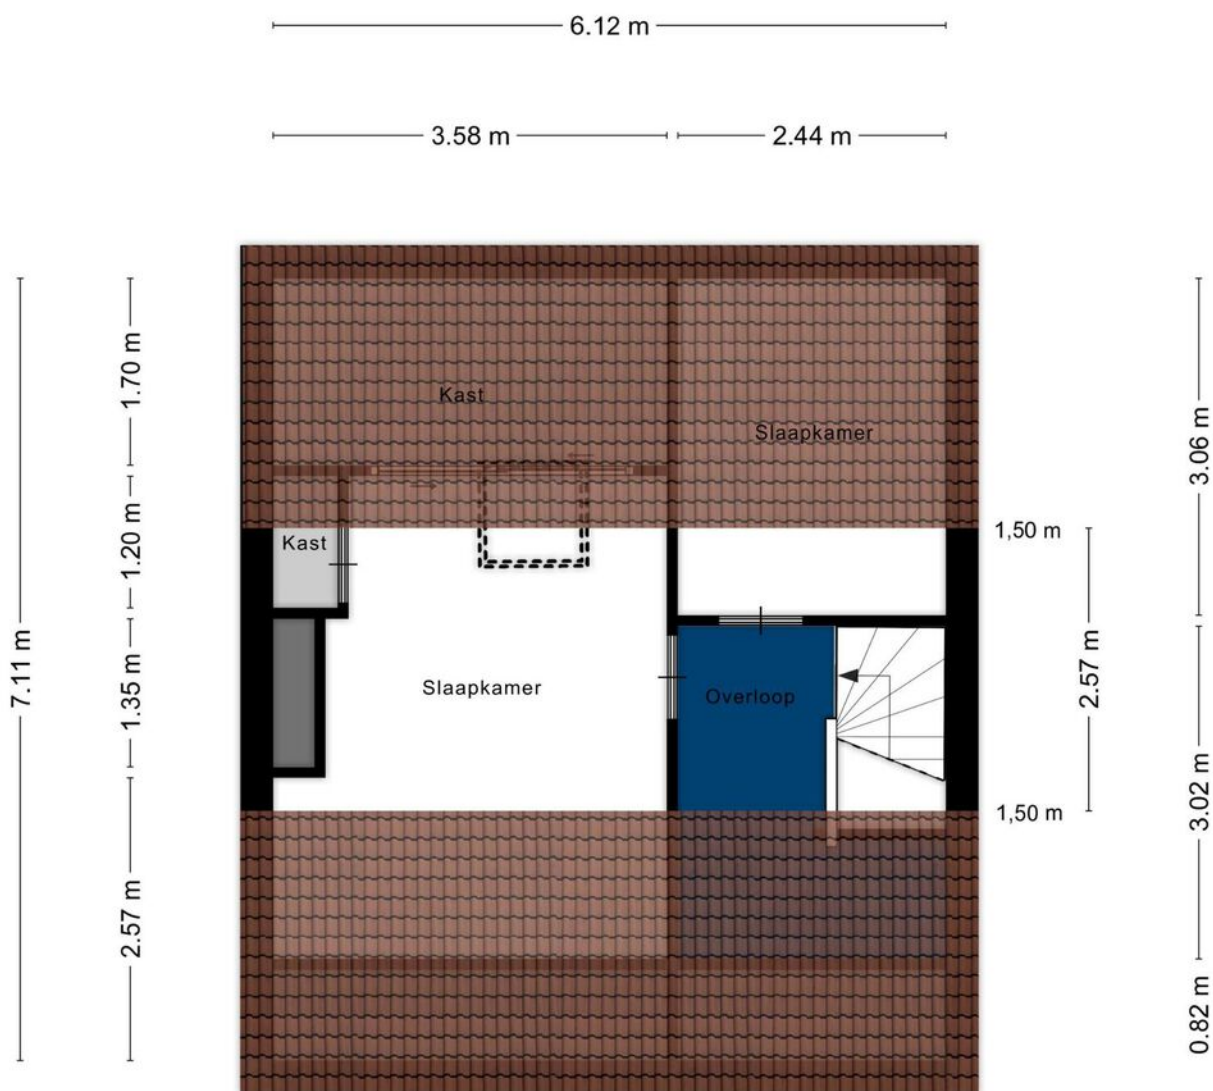 6.12 m
3.58 m
2.44 m
1.70 m
Kast
Slaapkamer
3.06 m
1.20 m
Kast
1,50 m
7.11 m
1.35 m
Slaapkamer
Overloop
2.57 m
1,50 m
3.02 m
2.57 m
0.82 m